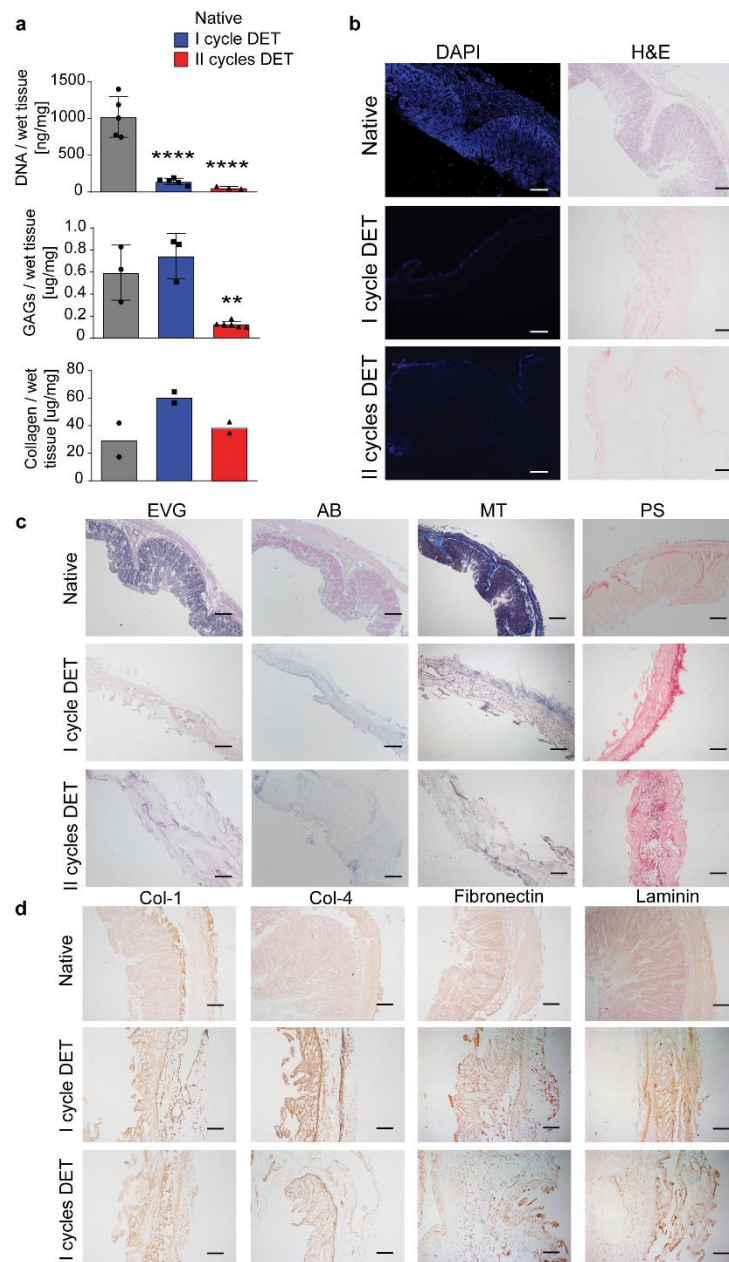 a
Native
I cycle DET
II cycles DET
DNA / wet tissue
[ng/mg]
1500
1000
500
0
****
****
GAGs / wet tissue
[ug/mg]
1.0
0.8
0.6
0.4
0.2
0
**
Collagen / wet
tissue [ug/mg]
80
60
40
20
0
b
DAPI
H&E
Native
I cycle DET
II cycles DET
c
EVG
AB
MT
PS
Native
I cycle DET
II cycles DET
d
Col-1
Col-4
Fibronectin
Laminin
Native
I cycle DET
I cycles DET